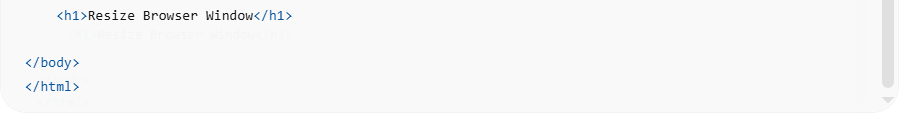 <h1>Resize Browser Window</h1>
</body>
</html>